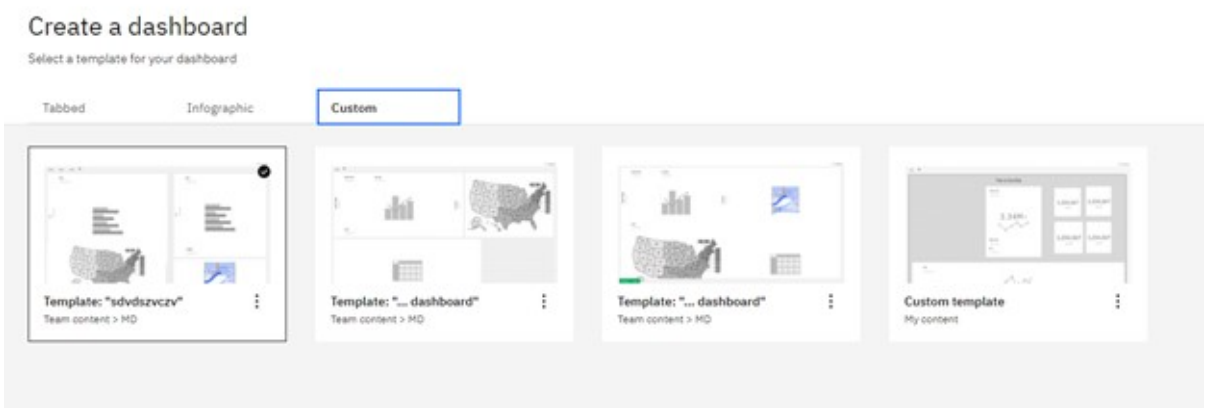 Create a dashboard
Select a template for your dashboard
Tabbed
Infographic
Custom
Template: "sdvdszvczv"
Team content > MD
Template: "... dashboard"
Team content > MD
Template: "... dashboard"
Team content > MD
Custom template
My content